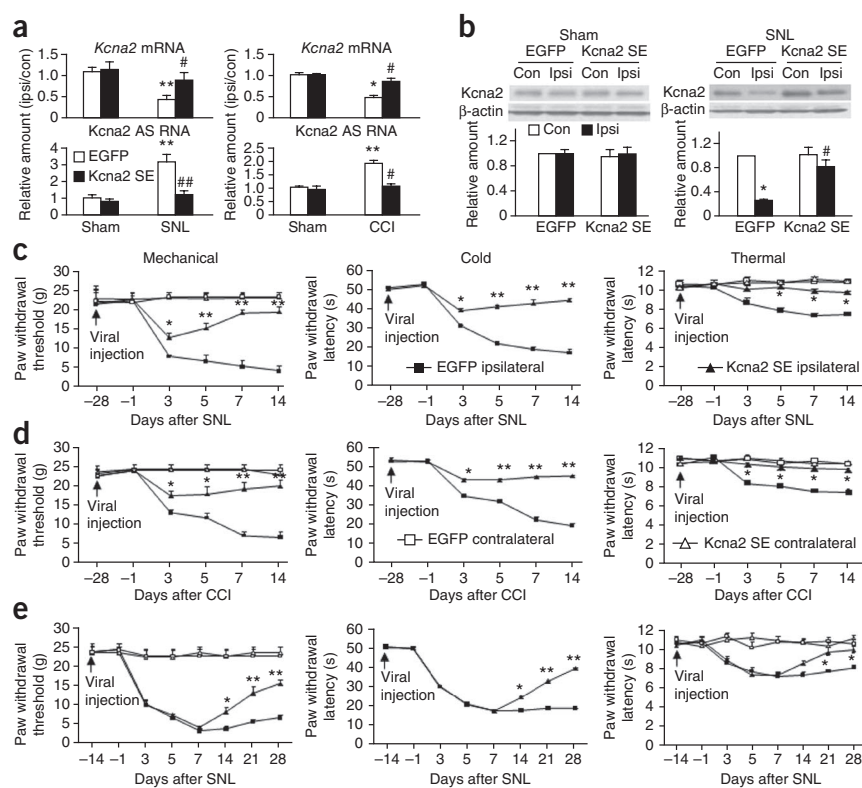 a
Kcna2 mRNA
Kcna2 mRNA
Relative amount (ipsi/con)
1.5
1.0
0.5
0
**
#
1.5
1.0
0.5
0
*
#
Kcna2 AS RNA
Kcna2 AS RNA
Relative amount (ipsi/con)
4
3
2
1
0
**
##
EGFP
Kcna2 SE
Sham
SNL
2.5
2.0
1.5
1.0
0.5
0
**
#
Sham
CCI
b
Sham
SNL
EGFP Kcna2 SE
EGFP Kcna2 SE
Con Ipsi Con Ipsi
Con Ipsi Con Ipsi
Kcna2
β-actin
Con Ipsi
Relative amount
1.2
0.8
0.4
0
EGFP Kcna2 SE
1.2
0.8
0.4
0
*
#
EGFP Kcna2 SE
c
Mechanical
Cold
Thermal
Paw withdrawal threshold (g)
30
25
20
15
10
5
0
Viral injection
* ** ** **
–28 –1 3 5 7 14
Days after SNL
Paw withdrawal latency (s)
60
50
40
30
20
10
0
Viral injection
* ** ** **
EGFP ipsilateral
–28 –1 3 5 7 14
Days after SNL
Paw withdrawal latency (s)
12
10
8
6
4
2
0
Viral injection
* * *
Kcna2 SE ipsilateral
–28 –1 3 5 7 14
Days after SNL
d
Paw withdrawal threshold (g)
30
25
20
15
10
5
0
Viral injection
* * ** **
–28 –1 3 5 7 14
Days after CCI
Paw withdrawal latency (s)
60
50
40
30
20
10
0
Viral injection
* ** ** **
EGFP contralateral
–28 –1 3 5 7 14
Days after CCI
Paw withdrawal latency (s)
12
10
8
6
4
2
0
Viral injection
* * * *
Kcna2 SE contralateral
–28 –1 3 5 7 14
Days after CCI
e
Paw withdrawal threshold (g)
30
25
20
15
10
5
0
Viral injection
* ** **
–14 –1 3 5 7 14 21 28
Days after SNL
Paw withdrawal latency (s)
60
50
40
30
20
10
0
Viral injection
* ** **
–14 –1 3 5 7 14 21 28
Days after SNL
Paw withdrawal latency (s)
12
10
8
6
4
2
0
Viral injection
* *
–14 –1 3 5 7 14 21 28
Days after SNL